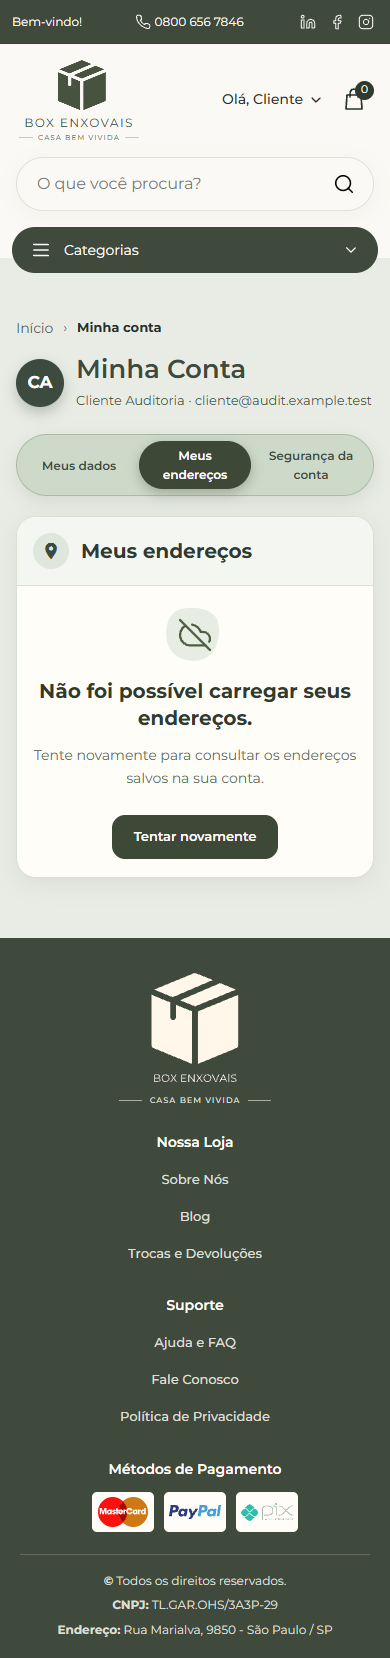 Bem-vindo!
0800 656 7846
BOX ENXOVAIS
CASA BEM VIVIDA
Olá, Cliente
0
O que você procura?
Categorias
Início › Minha conta
CA
Minha Conta
Cliente Auditoria · cliente@audit.example.test
Meus dados
Meus
endereços
Segurança da
conta
Meus endereços
Não foi possível carregar seus
endereços.
Tente novamente para consultar os endereços
salvos na sua conta.
Tentar novamente
BOX ENXOVAIS
CASA BEM VIVIDA
Nossa Loja
Sobre Nós
Blog
Trocas e Devoluções
Suporte
Ajuda e FAQ
Fale Conosco
Política de Privacidade
Métodos de Pagamento
MasterCard
PayPal
pix
© Todos os direitos reservados.
CNPJ: TL.GAR.OHS/3A3P-29
Endereço: Rua Marialva, 9850 - São Paulo / SP